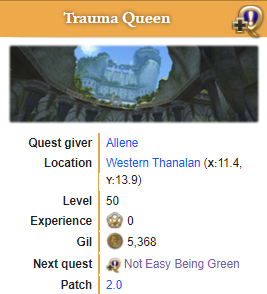 Trauma Queen
Quest giver Allene
Location Western Thanalan (X:11.4,
Y:13.9)
Level 50
Experience 0
Gil 5,368
Next quest Not Easy Being Green
Patch 2.0